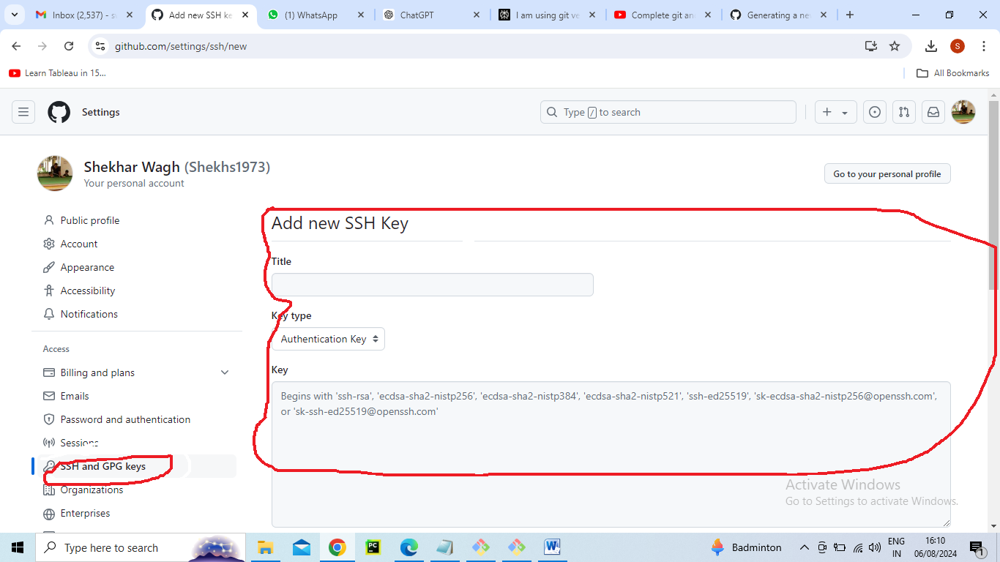 Inbox (2,537) - s
Add new SSH ke
(1) WhatsApp
ChatGPT
I am using git ve
Complete git an
Generating a ne
github.com/settings/ssh/new
S
Learn Tableau in 15...
All Bookmarks
Settings
Type / to search
Shekhar Wagh (Shekhs1973)
Your personal account
Go to your personal profile
Public profile
Account
Appearance
Accessibility
Notifications
Access
Billing and plans
Emails
Password and authentication
Sessions
SSH and GPG keys
Organizations
Enterprises
Add new SSH Key
Title
Key type
Authentication Key
Key
Begins with 'ssh-rsa', 'ecdsa-sha2-nistp256', 'ecdsa-sha2-nistp384', 'ecdsa-sha2-nistp521', 'ssh-ed25519', 'sk-ecdsa-sha2-nistp256@openssh.com',
or 'sk-ssh-ed25519@openssh.com'
Activate Windows
Go to Settings to activate Windows.
Type here to search
PC
W
Badminton
ENG
IN
16:10
06/08/2024
1